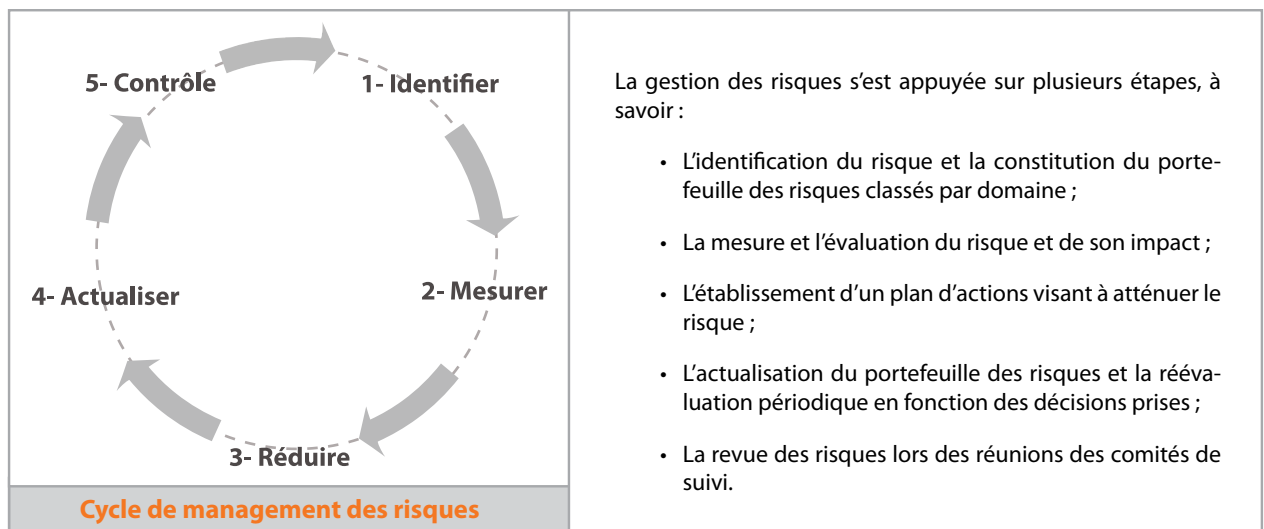 5- Contrôle
1- Identifier
4- Actualiser
2- Mesurer
3- Réduire
Cycle de management des risques
La gestion des risques s’est appuyée sur plusieurs étapes, à
savoir :
• L’identification du risque et la constitution du porte-
feuille des risques classés par domaine ;
• La mesure et l’évaluation du risque et de son impact ;
• L’établissement d’un plan d’actions visant à atténuer le
risque ;
• L’actualisation du portefeuille des risques et la rééva-
luation périodique en fonction des décisions prises ;
• La revue des risques lors des réunions des comités de
suivi.